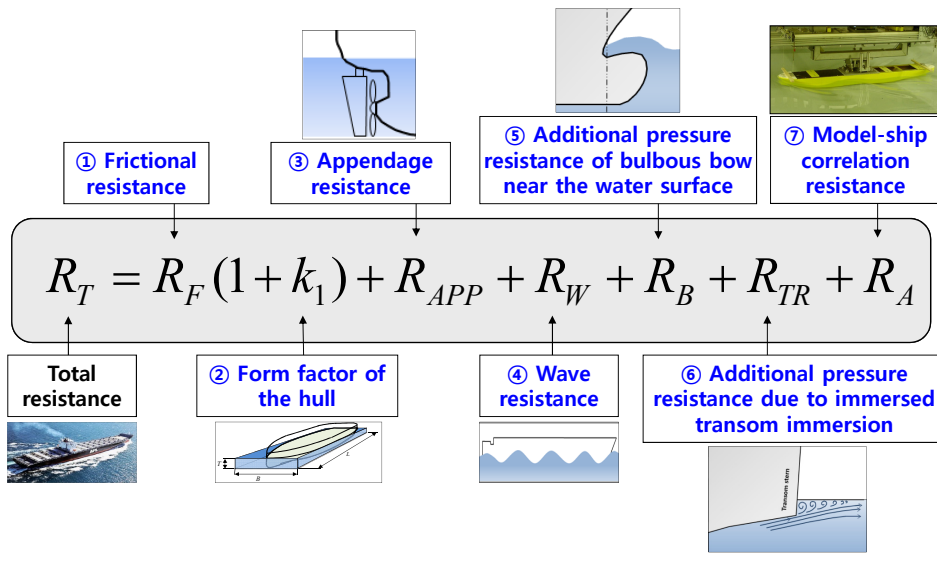 ① Frictional
resistance
③ Appendage
resistance
⑤ Additional pressure
resistance of bulbous bow
near the water surface
⑦ Model-ship
correlation
resistance
R_T = R_F (1 + k_1) + R_APP + R_W + R_B + R_TR + R_A
Total
resistance
② Form factor of
the hull
④ Wave
resistance
⑥ Additional pressure
resistance due to immersed
transom immersion
T
B
L
Transom stern